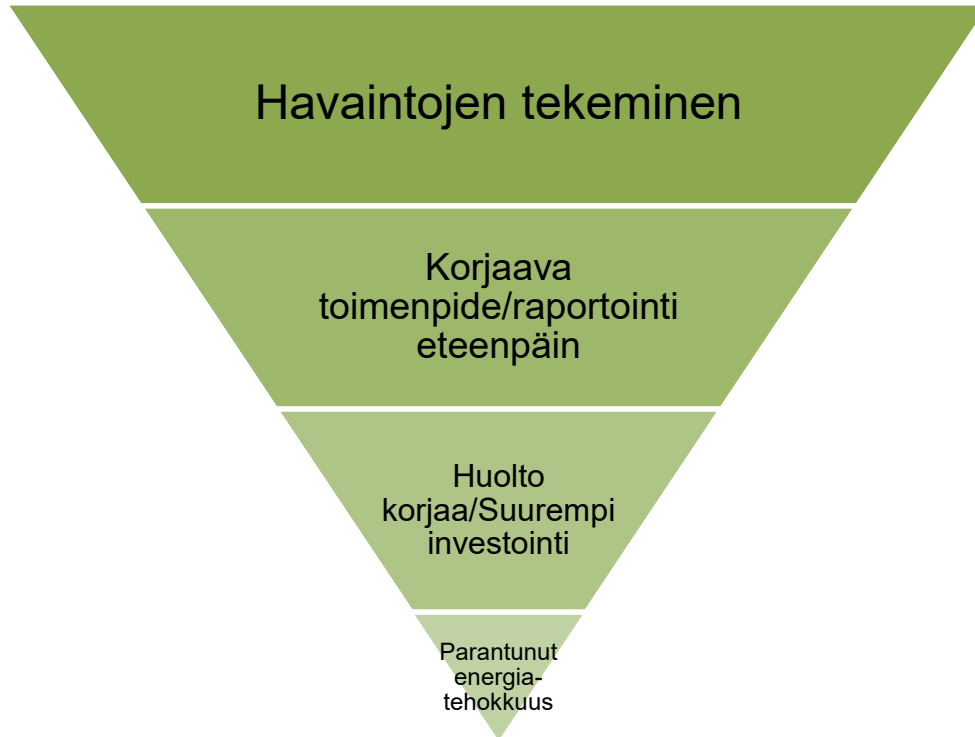 Havaintojen tekeminen
Korjaava
toimenpide/raportointi
eteenpäin
Huolto
korjaa/Suurempi
investointi
Parantunut
energia-
tehokkuus